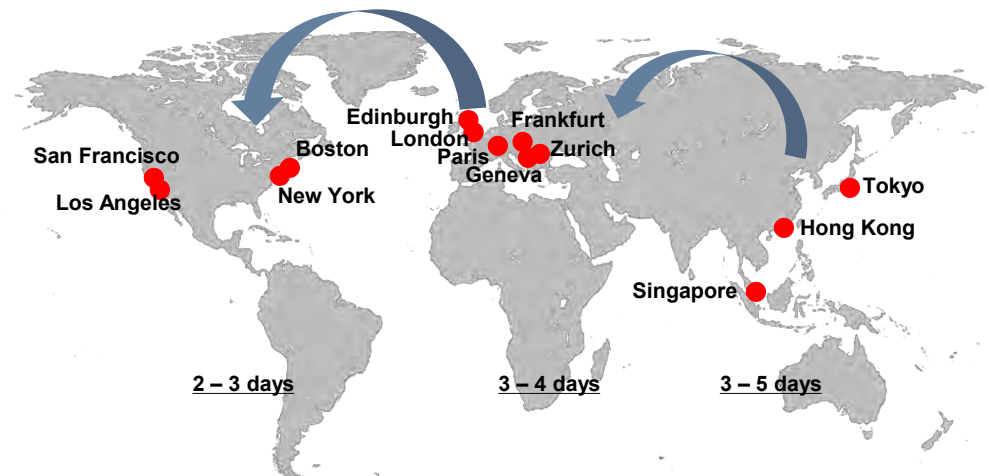 Edinburgh
London
Paris
Frankfurt
Zurich
Geneva
San Francisco
Los Angeles
Boston
New York
Tokyo
Hong Kong
Singapore
2 – 3 days
3 – 4 days
3 – 5 days